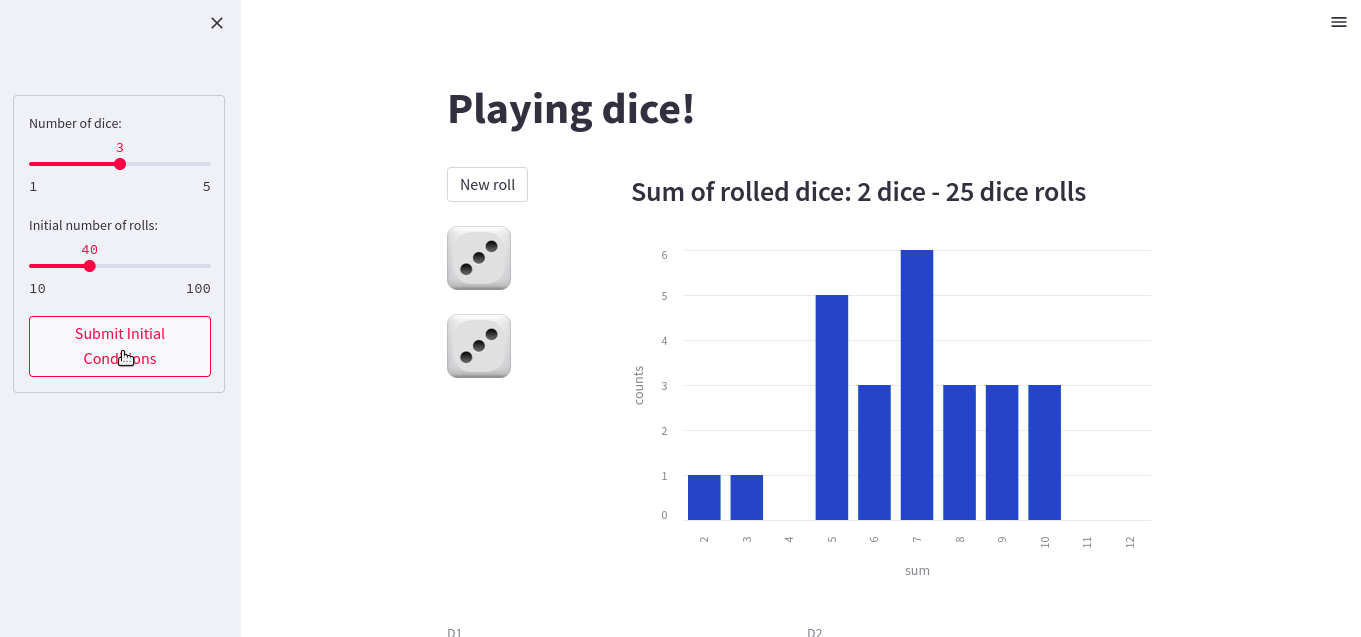 Number of dice:
3
1 5
Initial number of rolls:
40
10 100
Submit Initial
Conditions
Playing dice!
New roll
Sum of rolled dice: 2 dice - 25 dice rolls
counts
6
5
4
3
2
1
0
2 3 4 5 6 7 8 9 10 11 12
sum
D1 D2